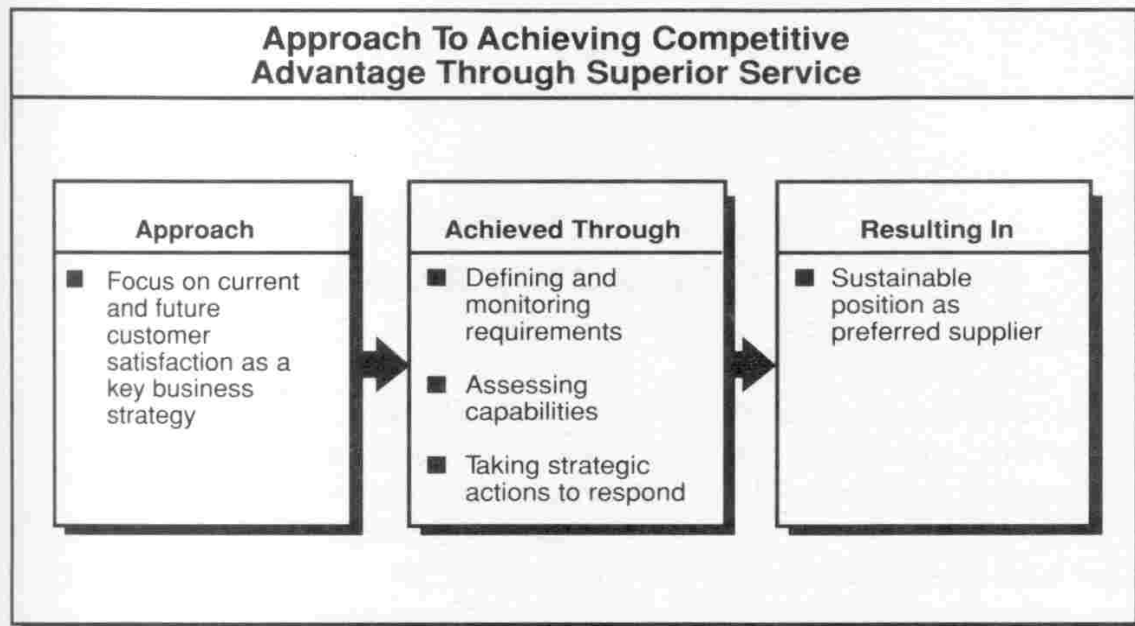 Approach To Achieving Competitive
Advantage Through Superior Service
Approach
■ Focus on current
and future
customer
satisfaction as a
key business
strategy
Achieved Through
■ Defining and
monitoring
requirements
■ Assessing
capabilities
■ Taking strategic
actions to respond
Resulting In
■ Sustainable
position as
preferred supplier